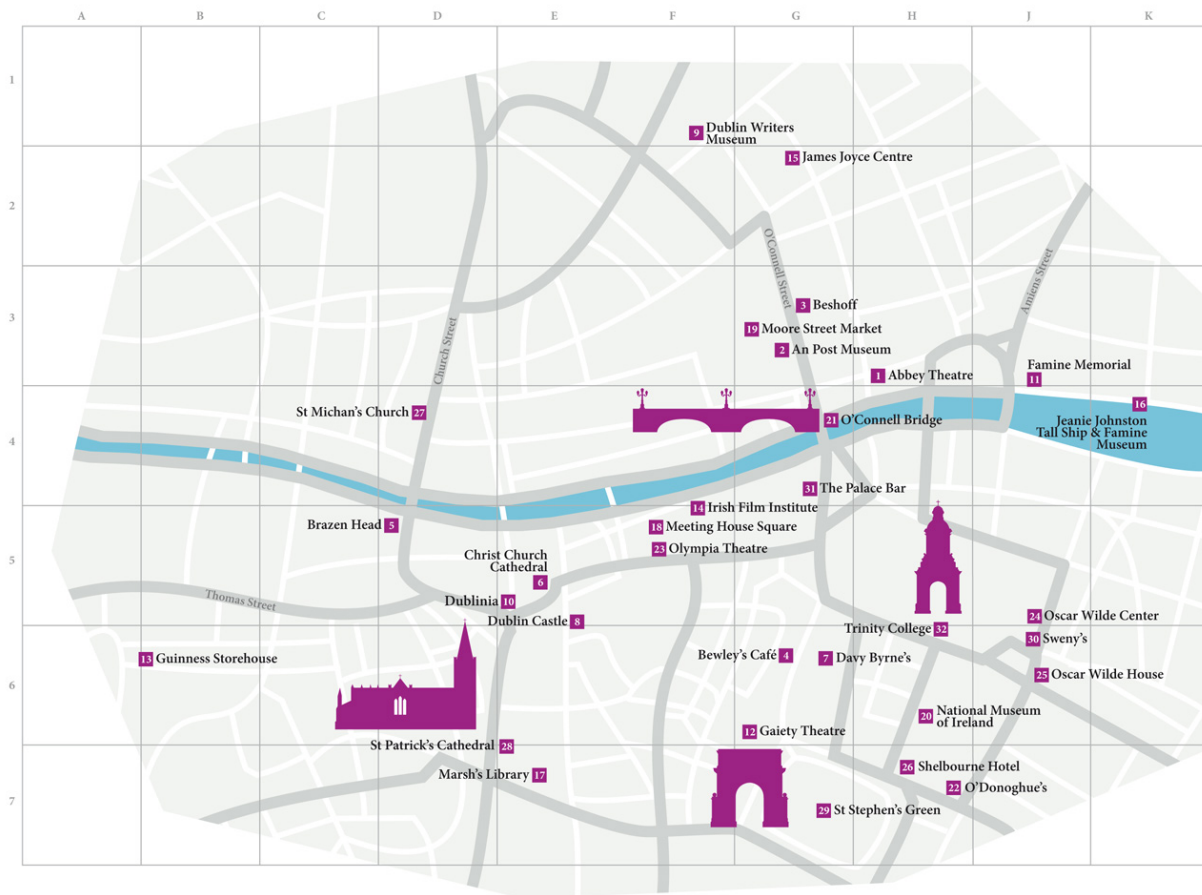 A B C D E F G H J K
1
9 Dublin Writers
Museum
15 James Joyce Centre
2
O'Connell Street
Amiens Street
3
3 Beshoff
19 Moore Street Market
2 An Post Museum
Church Street
Famine Memorial
11
1 Abbey Theatre
16
Jeanie Johnston
Tall Ship & Famine
Museum
St Michan's Church 27
21 O'Connell Bridge
4
31 The Palace Bar
14 Irish Film Institute
Brazen Head 5
18 Meeting House Square
23 Olympia Theatre
Christ Church
Cathedral
6
5
Thomas Street
Dublinia 10
Dublin Castle 8
24 Oscar Wilde Center
Trinity College 32
30 Sweny's
13 Guinness Storehouse
Bewley's Café 4
7 Davy Byrne's
25 Oscar Wilde House
6
20 National Museum
of Ireland
12 Gaiety Theatre
St Patrick's Cathedral 28
Marsh's Library 17
26 Shelbourne Hotel
22 O'Donoghue's
7
29 St Stephen's Green